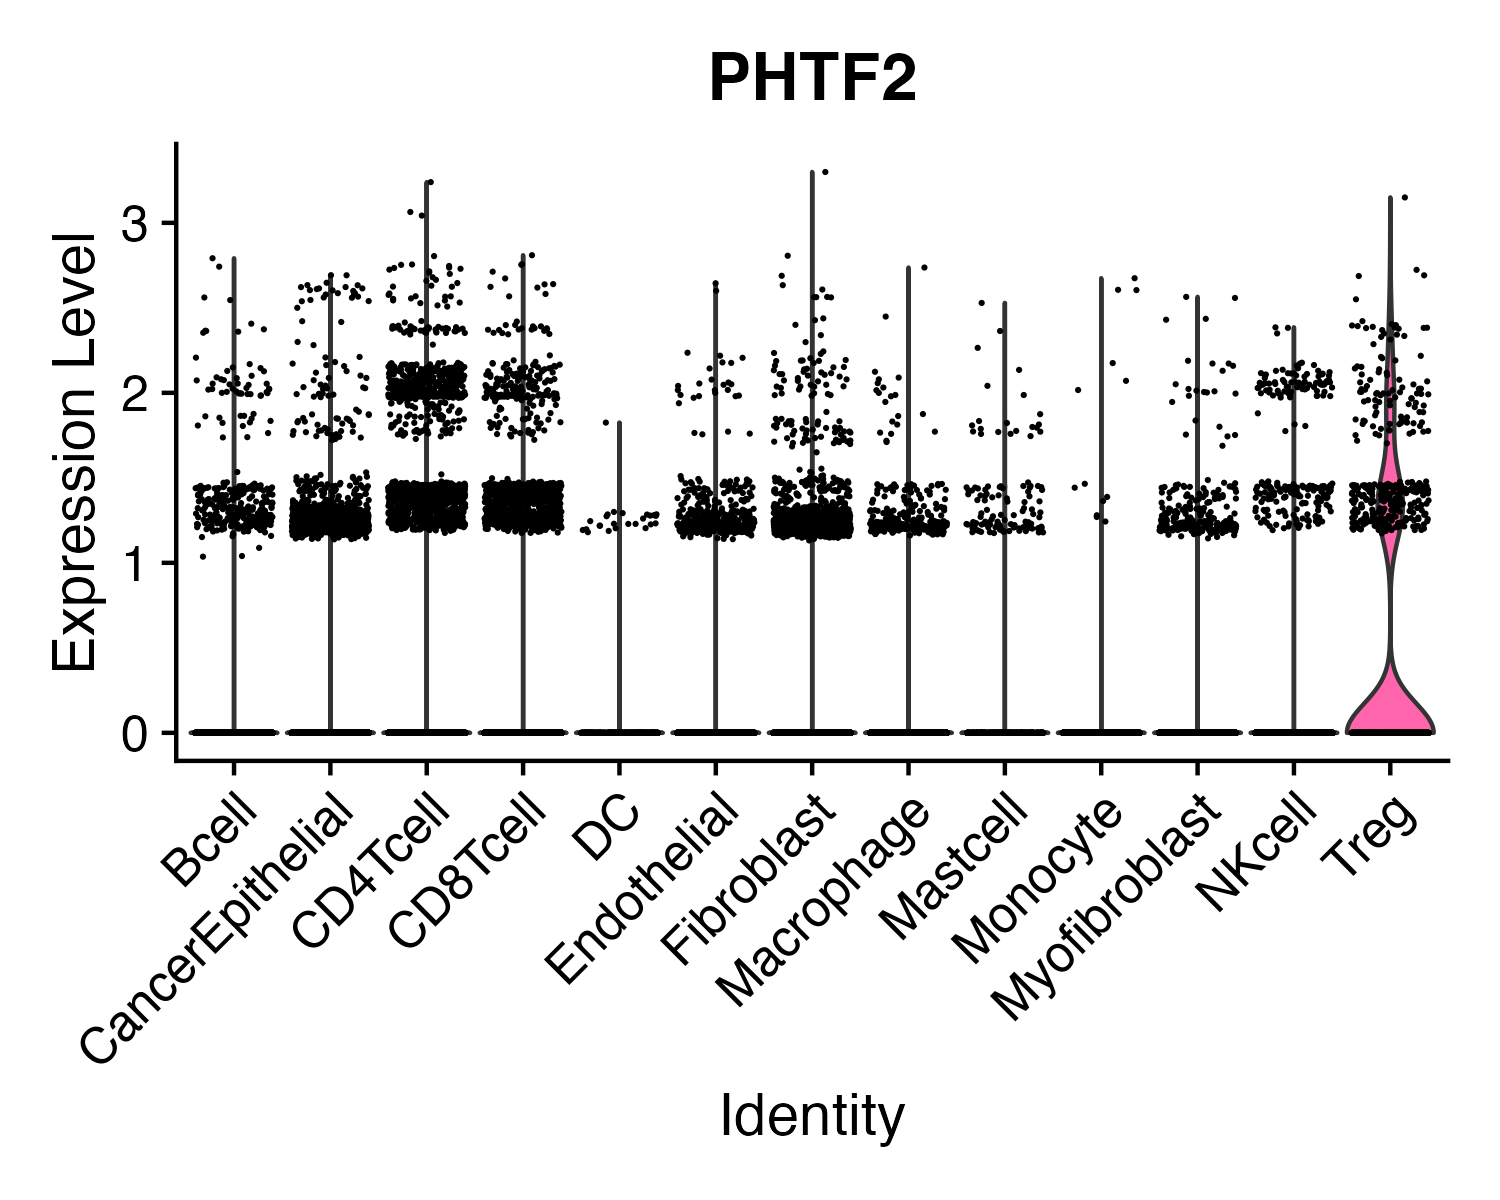 PHTF2
Expression Level
3
2
1
0
Bcell
CancerEpithelial
CD4Tcell
CD8Tcell
DC
Endothelial
Fibroblast
Macrophage
Mastcell
Monocyte
Myofibroblast
NKcell
Treg
Identity